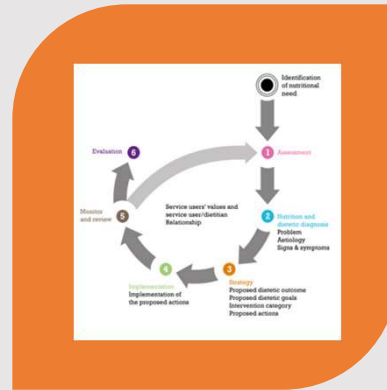 Identification
of nutritional
need
1 Assessment
2 Nutrition and
dietetic diagnosis
Problem
Aetiology
Signs & symptoms
3 Strategy
Proposed dietetic outcome
Proposed dietetic goals
Intervention category
Proposed actions
4 Implementation
Implementation of
the proposed actions
Monitor
and review 5
Evaluation 6
Service users' values and
service user/dietitian
Relationship